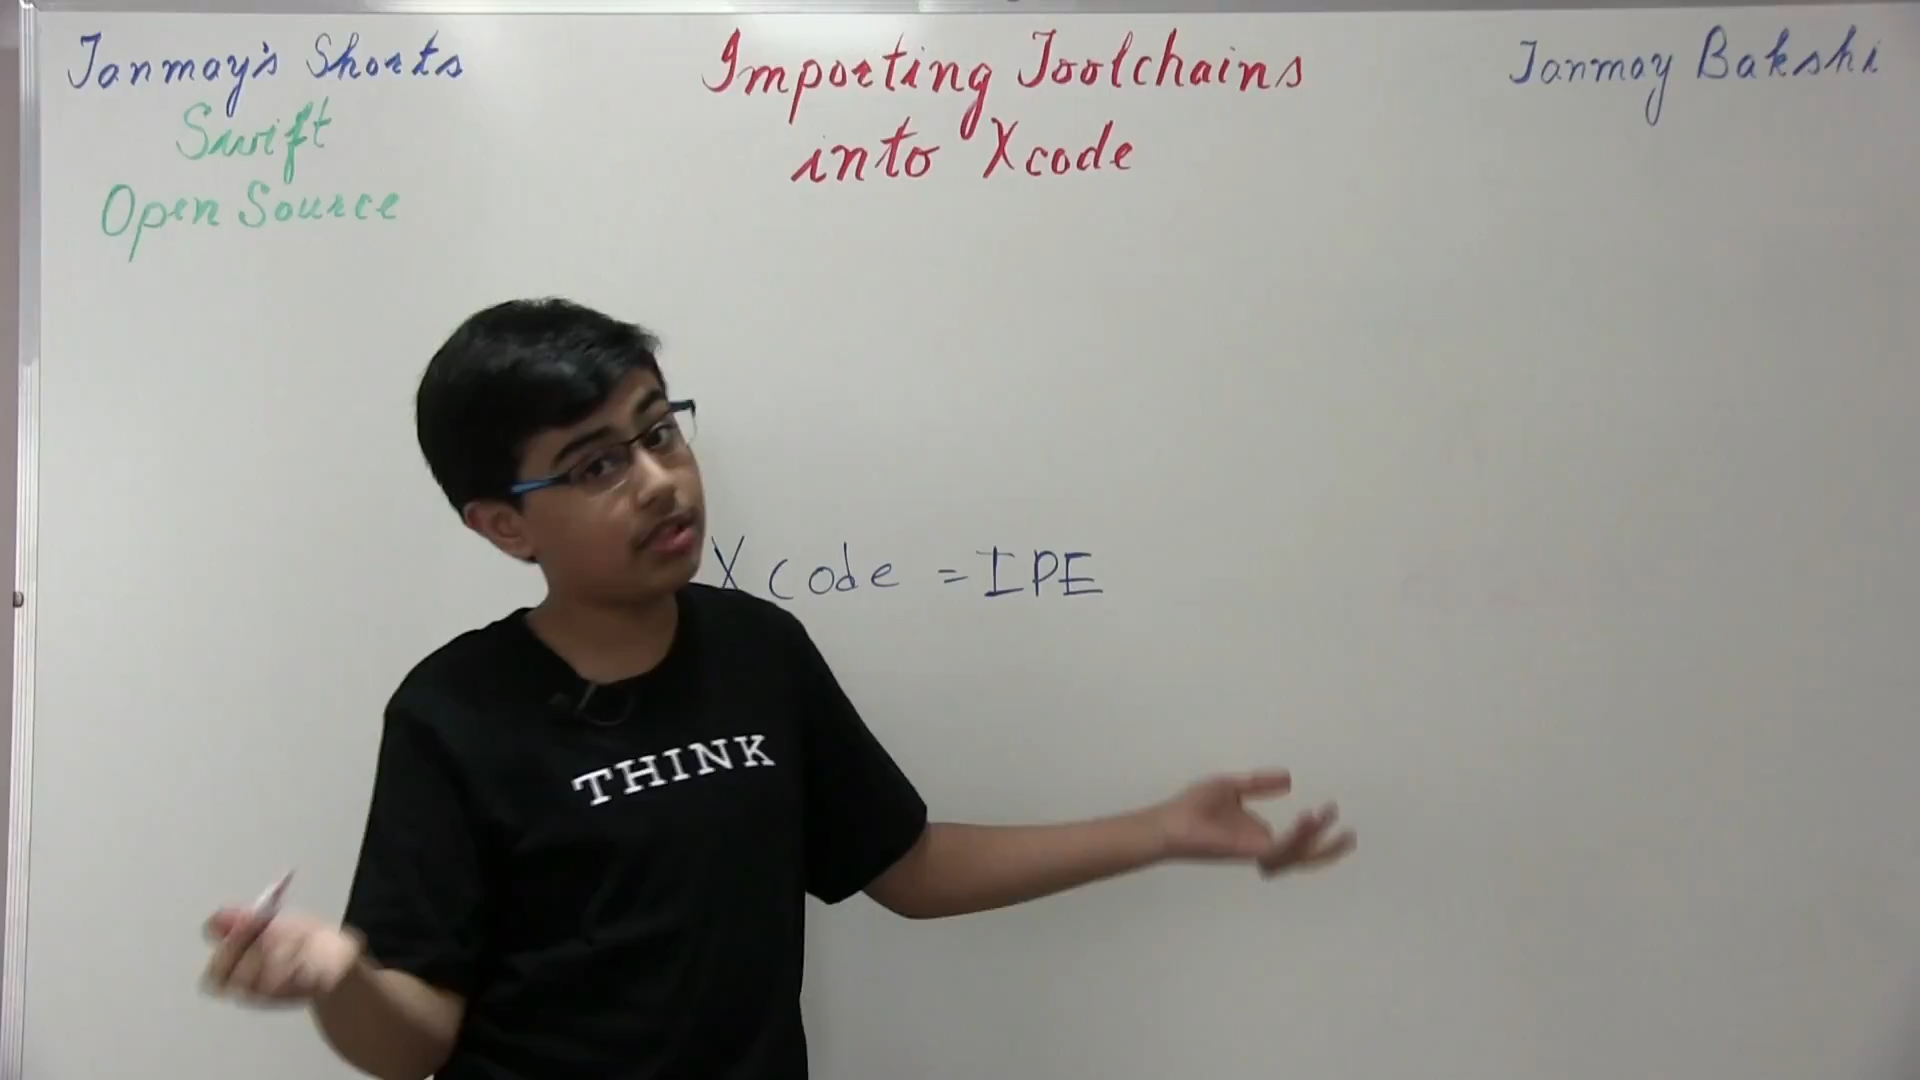 Tanmay's Shorts
Swift
Open Source
Importing Toolchains
into Xcode
Tanmay Bakshi
Xcode = IDE
THINK